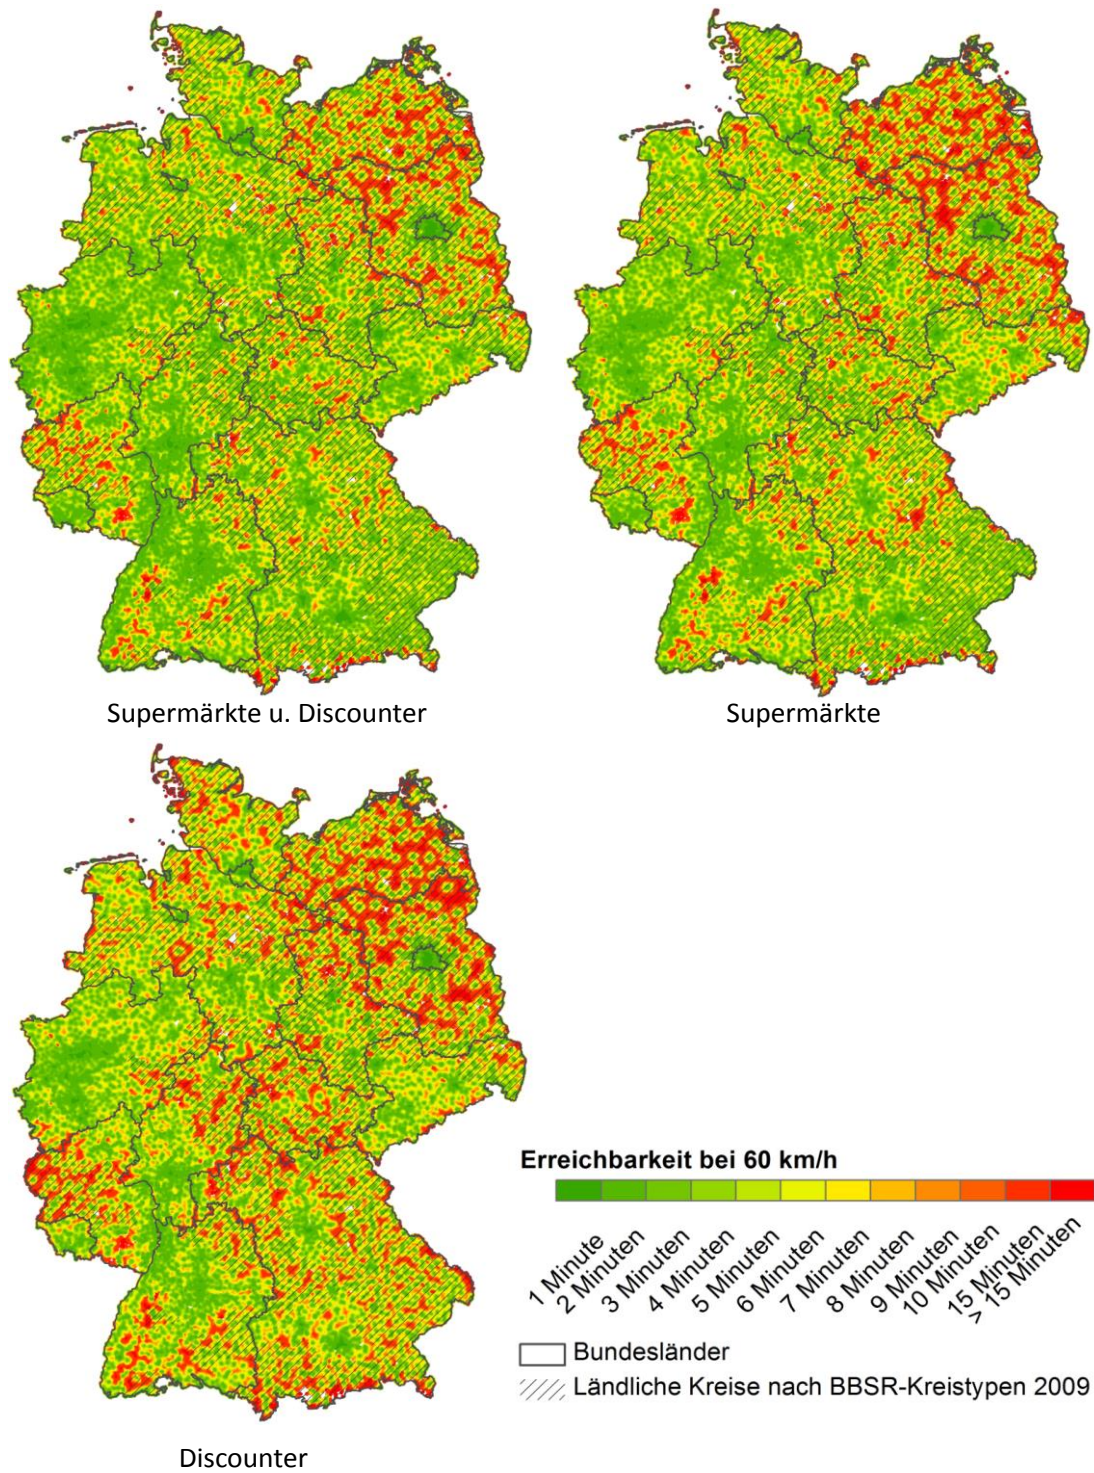 Supermärkte u. Discounter
Supermärkte
Discounter
Erreichbarkeit bei 60 km/h
1 Minute
2 Minuten
3 Minuten
4 Minuten
5 Minuten
6 Minuten
7 Minuten
8 Minuten
9 Minuten
10 Minuten
15 Minuten
> 15 Minuten
Bundesländer
Ländliche Kreise nach BBSR-Kreistypen 2009